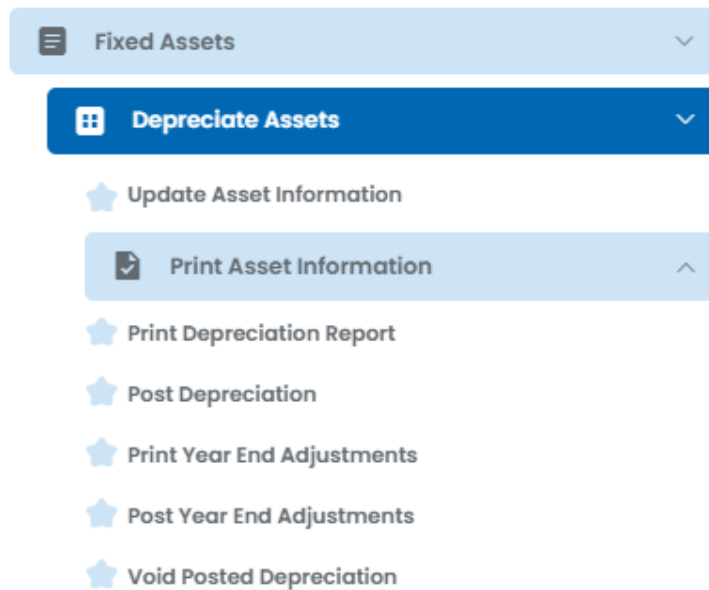 Fixed Assets
Depreciate Assets
Update Asset Information
Print Asset Information
Print Depreciation Report
Post Depreciation
Print Year End Adjustments
Post Year End Adjustments
Void Posted Depreciation